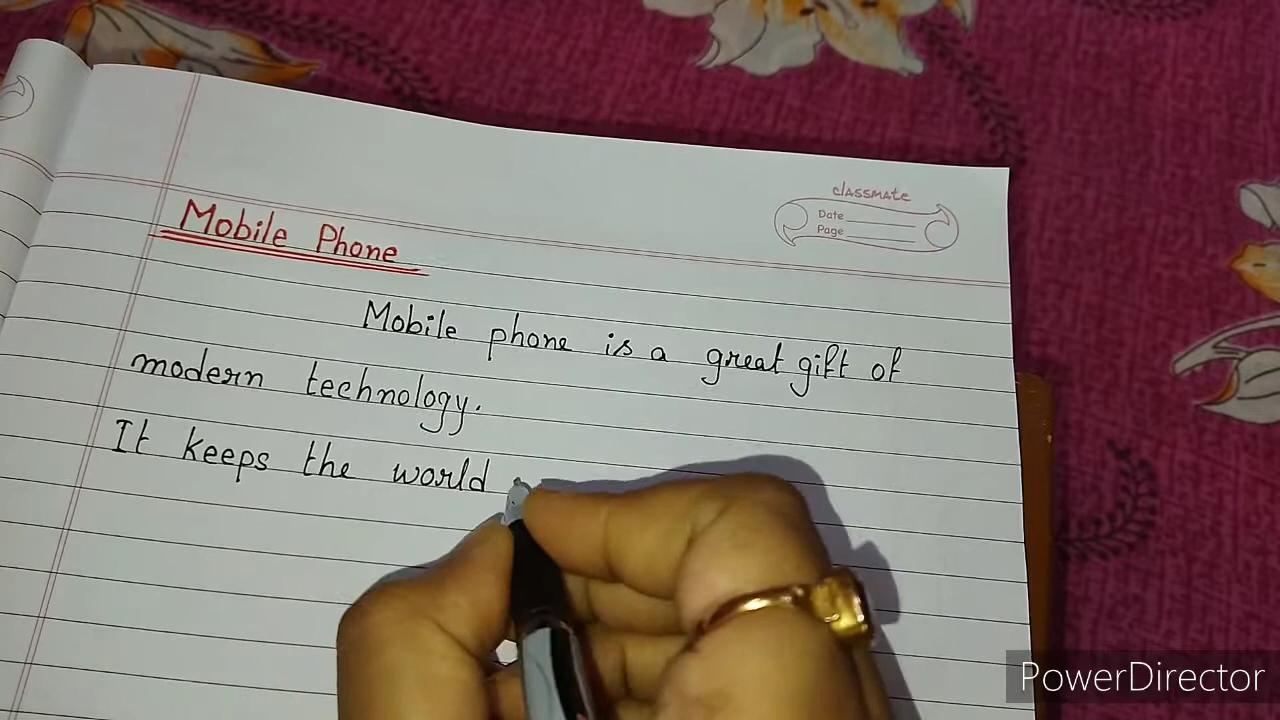 classmate
Date
Page
Mobile Phone
Mobile phone is a great gift of
modern technology.
It keeps the world
PowerDirector